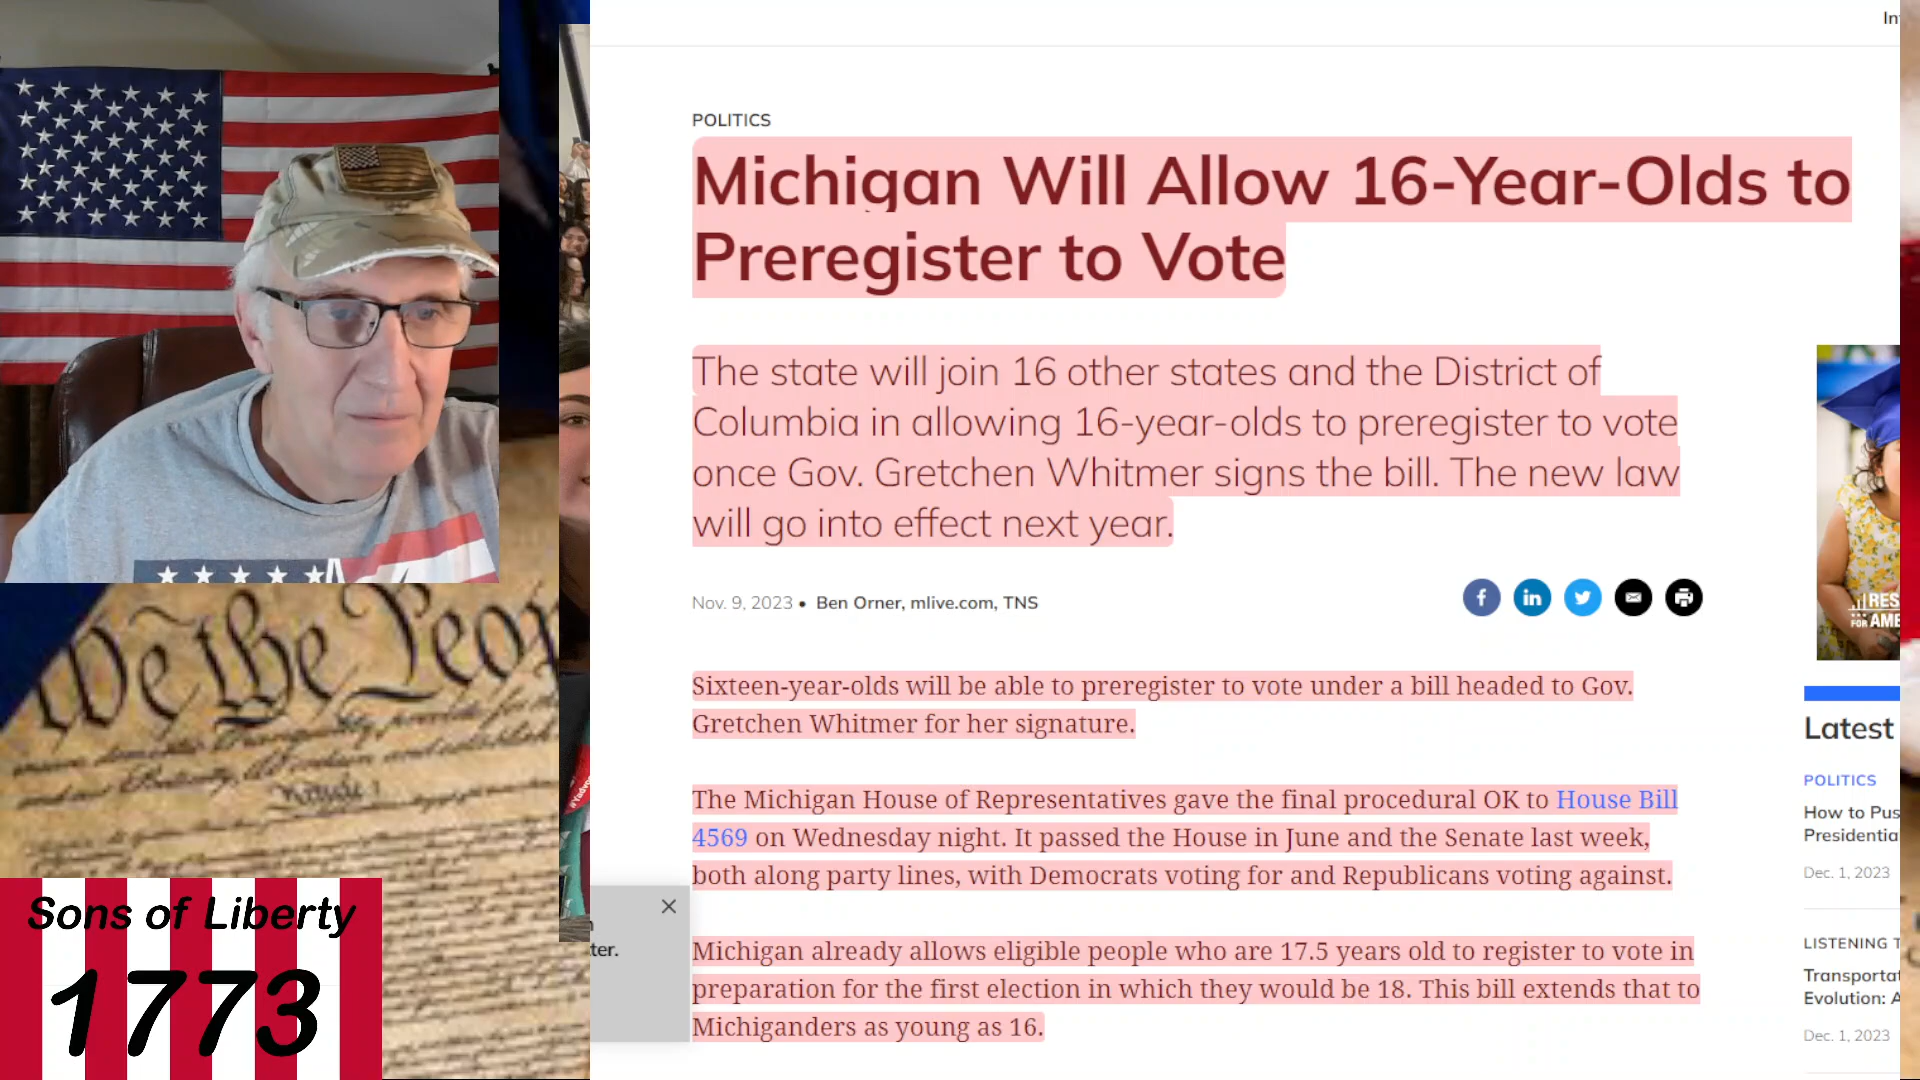 In
POLITICS
Michigan Will Allow 16-Year-Olds to
Preregister to Vote
The state will join 16 other states and the District of
Columbia in allowing 16-year-olds to preregister to vote
once Gov. Gretchen Whitmer signs the bill. The new law
will go into effect next year.
Nov. 9, 2023 • Ben Orner, mlive.com, TNS
Sixteen-year-olds will be able to preregister to vote under a bill headed to Gov.
Gretchen Whitmer for her signature.
The Michigan House of Representatives gave the final procedural OK to House Bill
4569 on Wednesday night. It passed the House in June and the Senate last week,
both along party lines, with Democrats voting for and Republicans voting against.
Michigan already allows eligible people who are 17.5 years old to register to vote in
preparation for the first election in which they would be 18. This bill extends that to
Michiganders as young as 16.
ter.
RES
FOR AME
Latest
POLITICS
How to Pus
Presidentia
Dec. 1, 2023
LISTENING T
Transportat
Evolution: A
Dec. 1, 2023
We the Peop
Article I
Sons of Liberty
1773